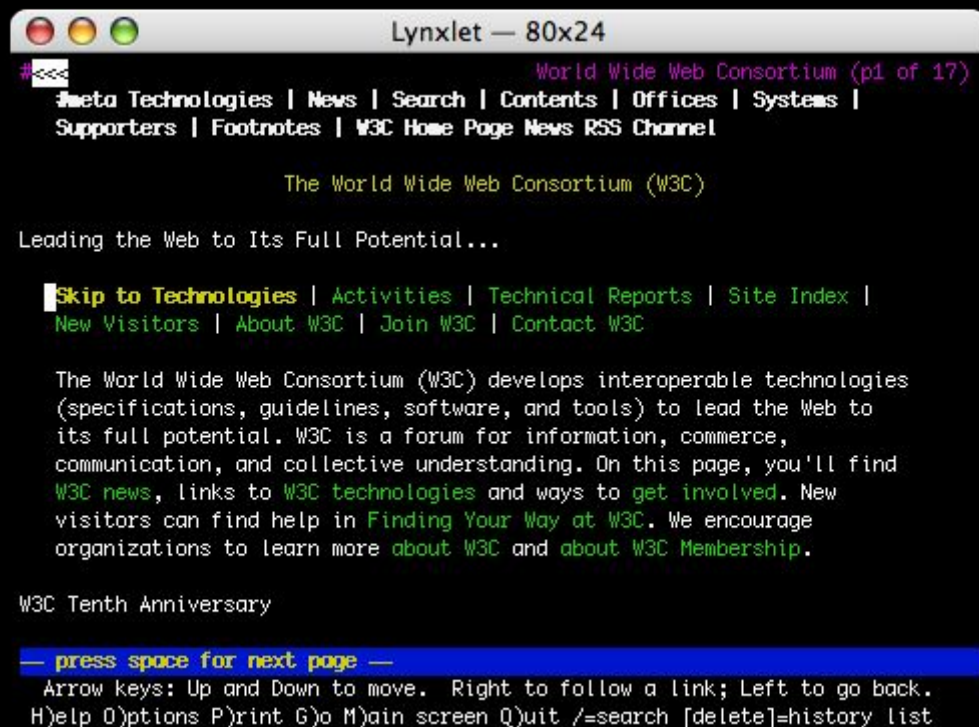 Lynxlet — 80x24
#<<< World Wide Web Consortium (p1 of 17)
#meta Technologies | News | Search | Contents | Offices | Systems |
Supporters | Footnotes | W3C Home Page News RSS Channel
The World Wide Web Consortium (W3C)
Leading the Web to Its Full Potential...
Skip to Technologies | Activities | Technical Reports | Site Index |
New Visitors | About W3C | Join W3C | Contact W3C
The World Wide Web Consortium (W3C) develops interoperable technologies
(specifications, guidelines, software, and tools) to lead the Web to
its full potential. W3C is a forum for information, commerce,
communication, and collective understanding. On this page, you'll find
W3C news, links to W3C technologies and ways to get involved. New
visitors can find help in Finding Your Way at W3C. We encourage
organizations to learn more about W3C and about W3C Membership.
W3C Tenth Anniversary
— press space for next page —
Arrow keys: Up and Down to move. Right to follow a link; Left to go back.
H)elp O)ptions P)rint G)o M)ain screen Q)uit /=search [delete]=history list